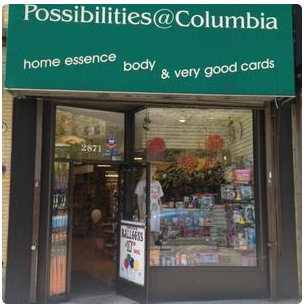 Possibilities@Columbia
home essence body & very good cards
2871
BALLOONS